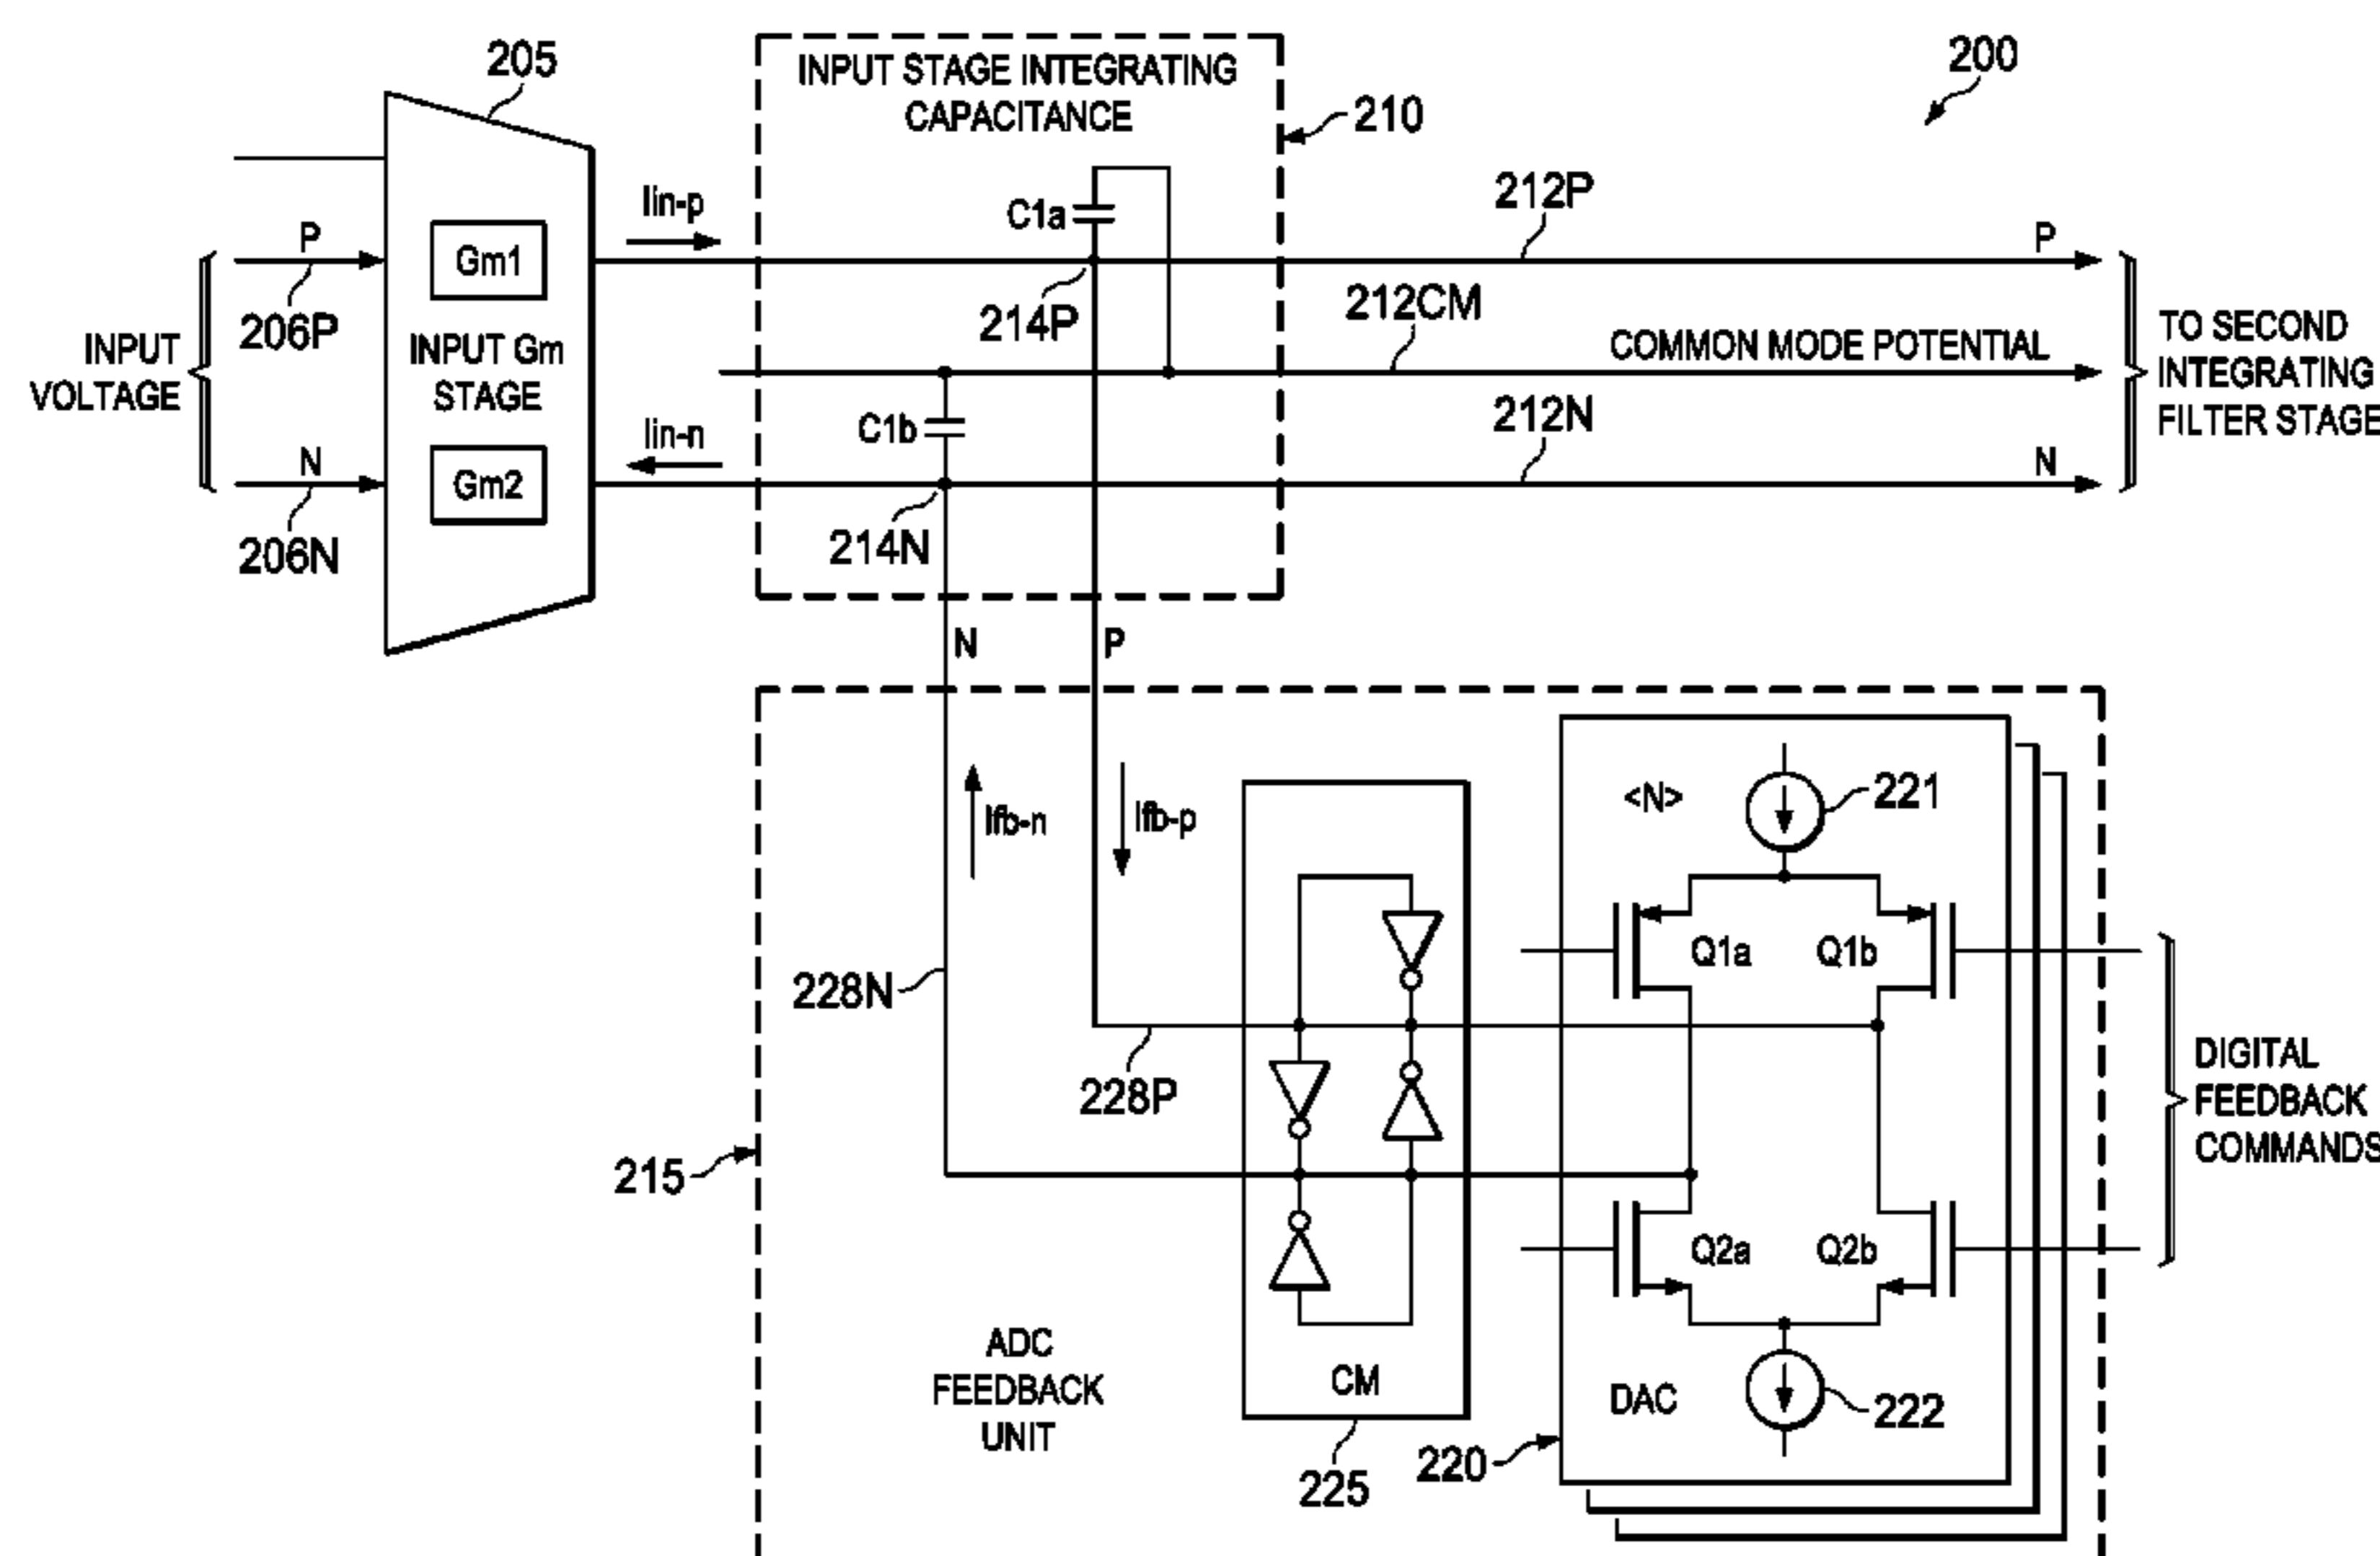 205
INPUT STAGE INTEGRATING
CAPACITANCE
210
200
Iin-p
C1a
212P
P
P
Gm1
206P
214P
212CM
INPUT
VOLTAGE
INPUT Gm
STAGE
COMMON MODE POTENTIAL
TO SECOND
INTEGRATING
FILTER STAGE
C1b
Iin-n
212N
N
N
Gm2
206N
214N
N
P
<N>
221
Ifb-n
Ifb-p
Q1a
Q1b
228N
228P
DIGITAL
FEEDBACK
COMMANDS
215
Q2a
Q2b
ADC
FEEDBACK
UNIT
CM
DAC
222
220
225